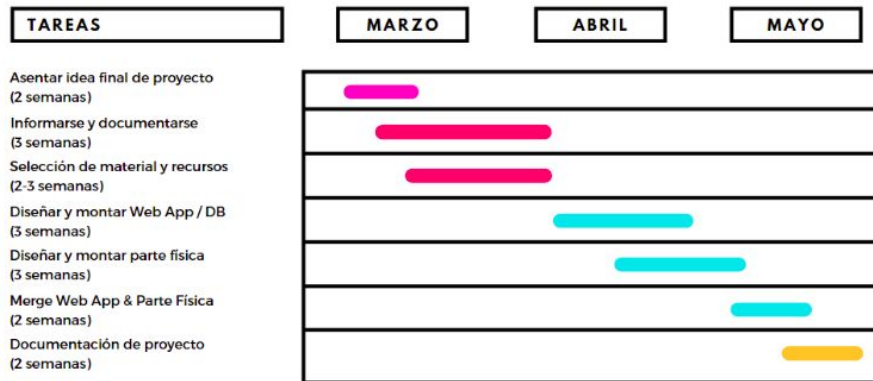 TAREAS
MARZO
ABRIL
MAYO
Asentar idea final de proyecto
(2 semanas)
Informarse y documentarse
(3 semanas)
Selección de material y recursos
(2-3 semanas)
Diseñar y montar Web App / DB
(3 semanas)
Diseñar y montar parte física
(3 semanas)
Merge Web App & Parte Física
(2 semanas)
Documentación de proyecto
(2 semanas)